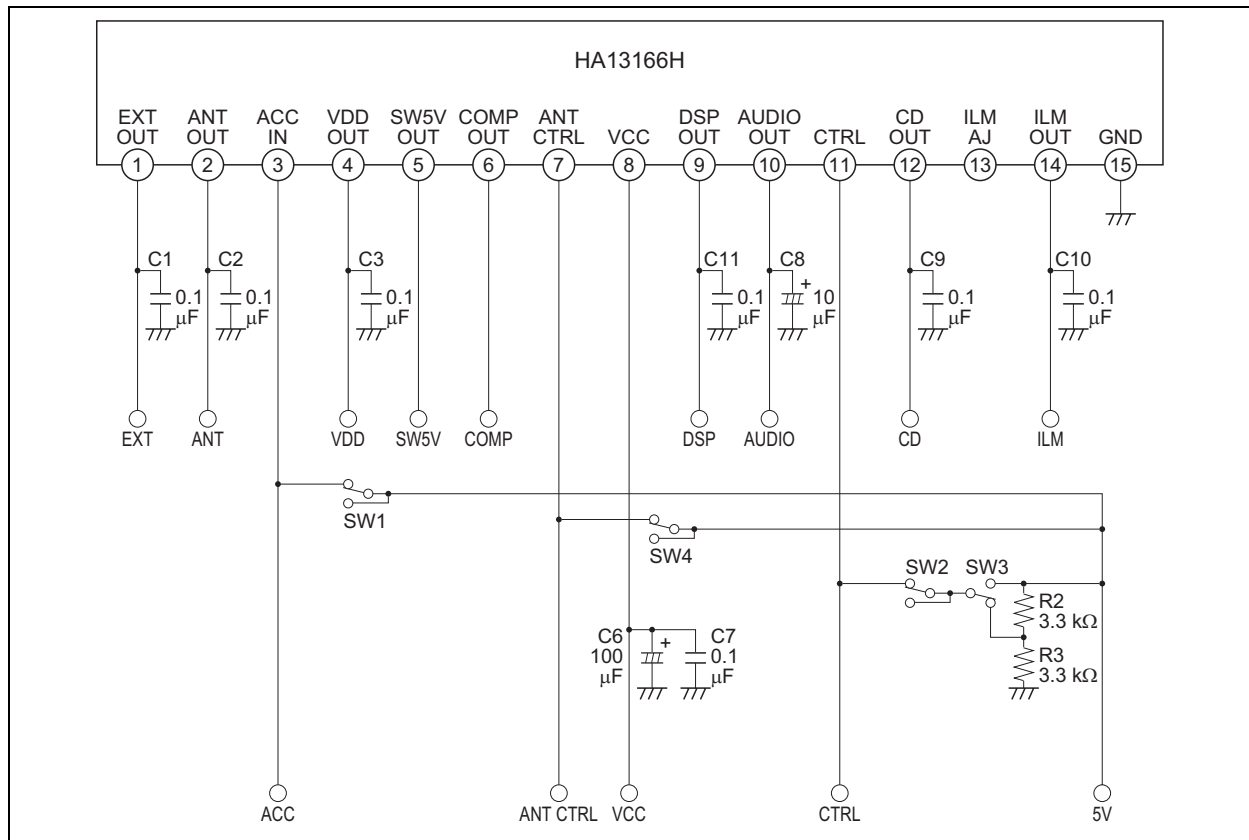 HA13166H
EXT OUT
ANT OUT
ACC IN
VDD OUT
SW5V OUT
COMP OUT
ANT CTRL
VCC
DSP OUT
AUDIO OUT
CTRL
CD OUT
ILM AJ
ILM OUT
GND
1 2 3 4 5 6 7 8 9 10 11 12 13 14 15
C1 0.1 μF
C2 0.1 μF
C3 0.1 μF
C11 0.1 μF
C8 + 10 μF
C9 0.1 μF
C10 0.1 μF
EXT ANT VDD SW5V COMP DSP AUDIO CD ILM
SW1
SW4
SW2 SW3
R2 3.3 kΩ
R3 3.3 kΩ
C6 100 μF +
C7 0.1 μF
ACC ANT CTRL VCC CTRL 5V